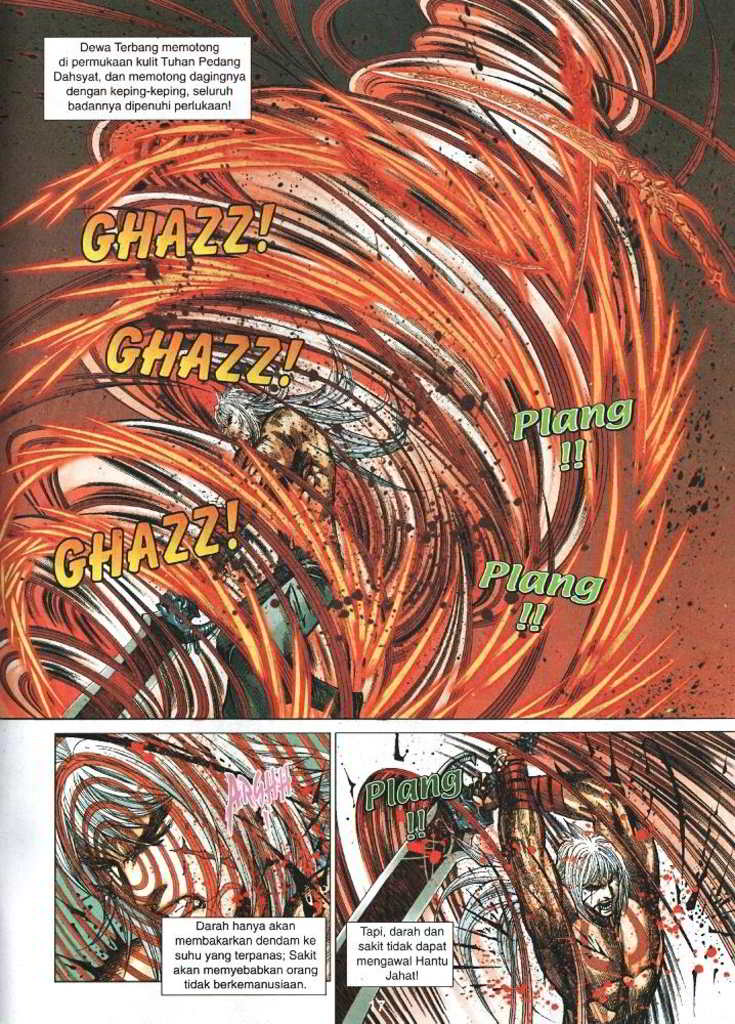 Dewa Terbang memotong
di permukaan kulit Tuhan Pedang
Dahsyat, dan memotong dagingnya
dengan keping-keping, seluruh
badannya dipenuhi perlukaan!
GHAZZ!
GHAZZ!
Plang
!!
GHAZZ!
Plang
!!
ARGHHH
!
Darah hanya akan
membakarkan dendam ke
suhu yang terpanas; Sakit
akan menyebabkan orang
tidak berkemanusiaan.
Plang
!!
Tapi, darah dan
sakit tidak dapat
mengawal Hantu
Jahat!